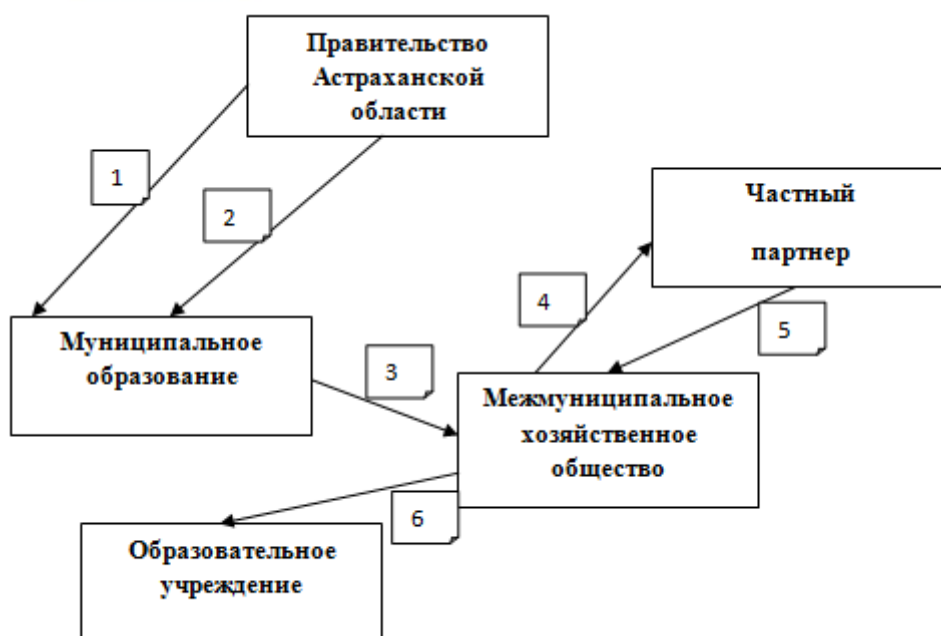 Правительство
Астраханской
области
1
2
Частный
партнер
Муниципальное
образование
3
4
5
Межмуниципальное
хозяйственное
общество
6
Образовательное
учреждение